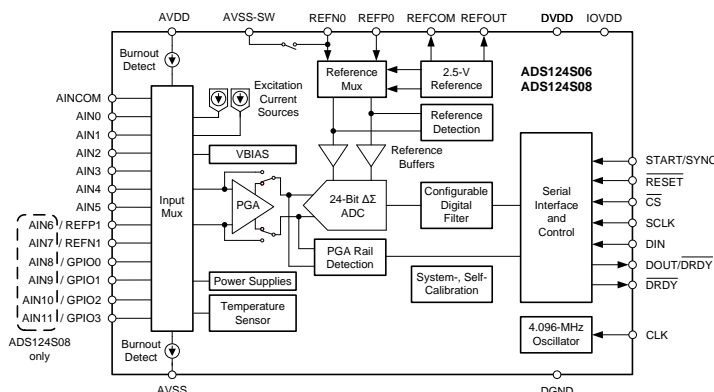 AVDD
AVSS-SW
REFN0
REFP0
REFCOM
REFOUT
DVDD
IOVDD
Burnout
Detect
Reference
Mux
2.5-V
Reference
ADS124S06
ADS124S08
AINCOM
AIN0
AIN1
AIN2
AIN3
AIN4
AIN5
AIN6 / REFP1
AIN7 / REFN1
AIN8 / GPIO0
AIN9 / GPIO1
AIN10 / GPIO2
AIN11 / GPIO3
ADS124S08
only
Excitation
Current
Sources
Reference
Detection
VBIAS
Reference
Buffers
Input
Mux
PGA
24-Bit ΔΣ
ADC
Configurable
Digital
Filter
Serial
Interface
and
Control
START/SYNC
RESET
CS
SCLK
DIN
DOUT/DRDY
DRDY
PGA Rail
Detection
System-, Self-
Calibration
Power Supplies
Temperature
Sensor
4.096-MHz
Oscillator
CLK
Burnout
Detect
AVSS
DGND